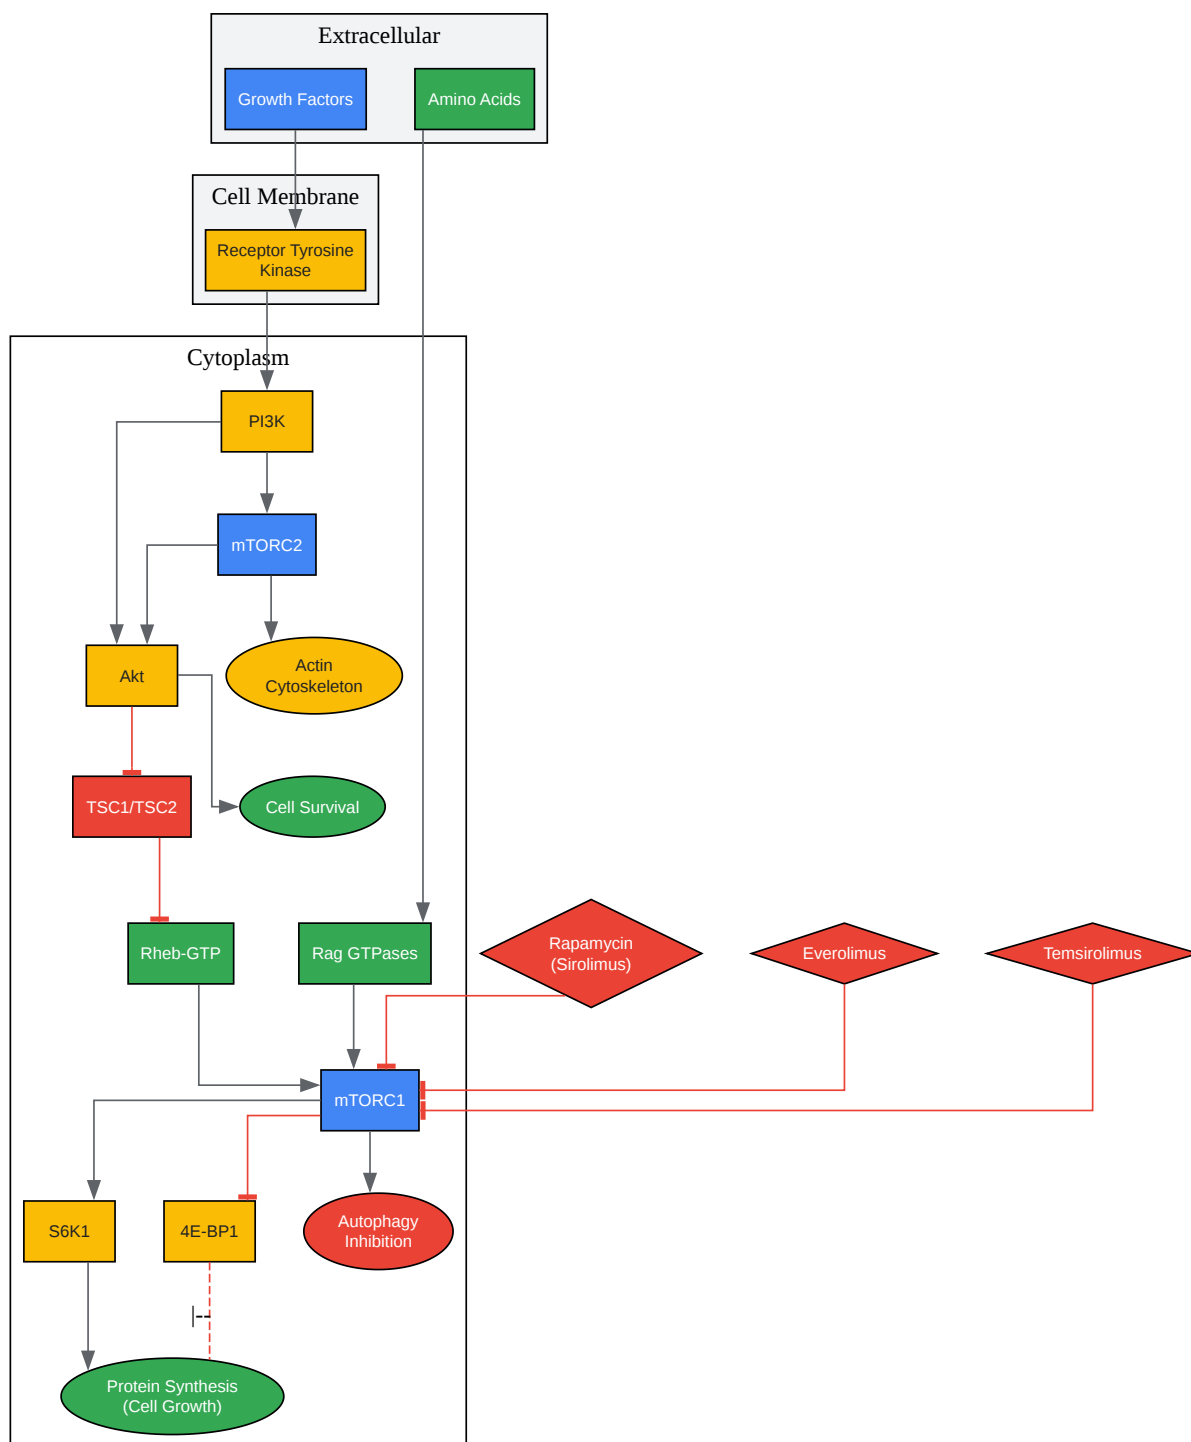 Extracellular
Growth Factors
Amino Acids
Cell Membrane
Receptor Tyrosine
Kinase
Cytoplasm
PI3K
mTORC2
Akt
Actin
Cytoskeleton
TSC1/TSC2
Cell Survival
Rheb-GTP
Rag GTPases
Rapamycin
(Sirolimus)
Everolimus
Temsirolimus
mTORC1
S6K1
4E-BP1
Autophagy
Inhibition
Protein Synthesis
(Cell Growth)